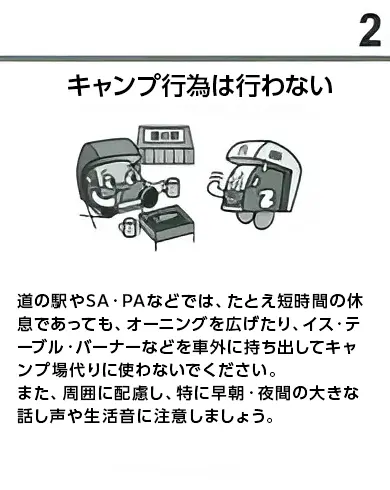 2
キャンプ行為は行わない
道の駅やSA・PAなどでは、たとえ短時間の休
息であっても、オーニングを広げたり、イス・テ
ーブル・バーナーなどを車外に持ち出してキャ
ンプ場代りに使わないでください。
また、周囲に配慮し、特に早朝・夜間の大きな
話し声や生活音に注意しましょう。